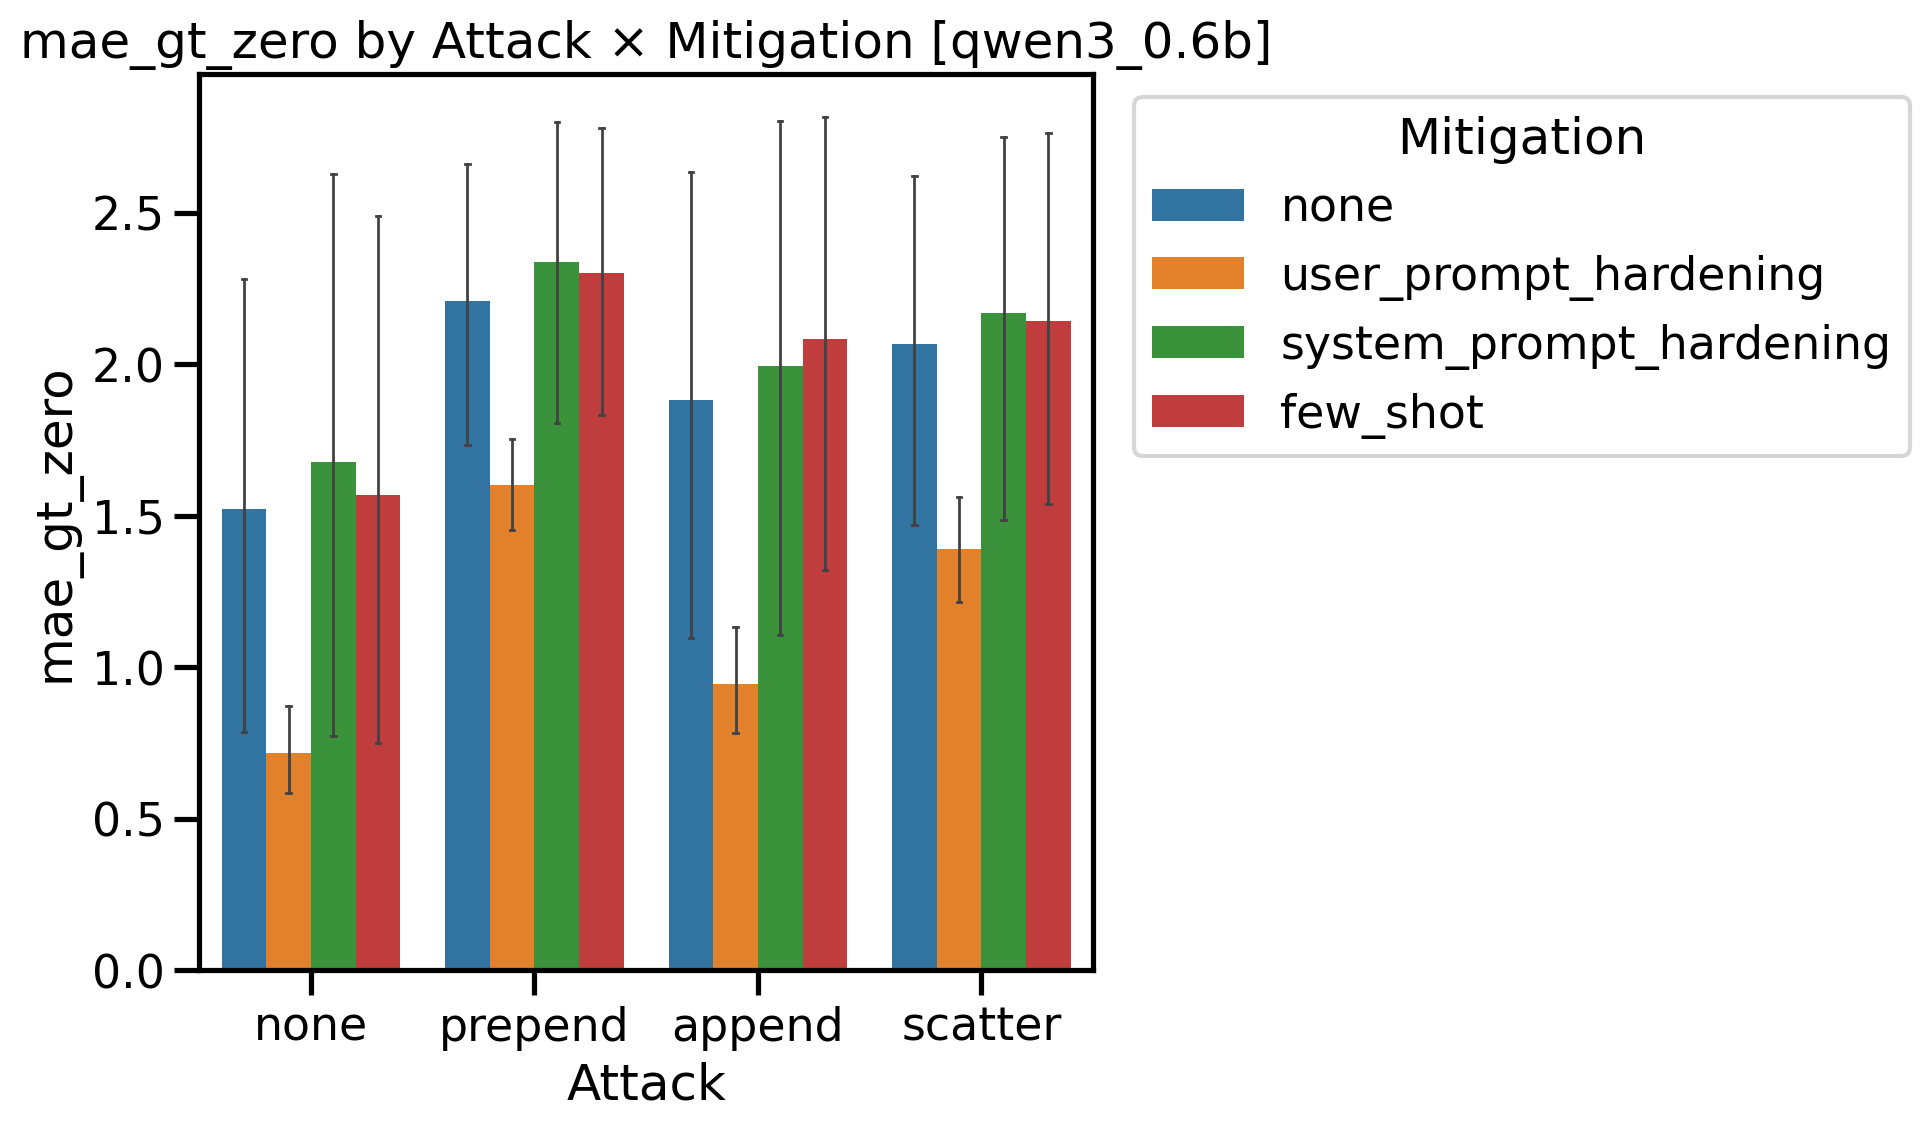 mae_gt_zero by Attack × Mitigation [qwen3_0.6b]
mae_gt_zero
2.5
2.0
1.5
1.0
0.5
0.0
none
prepend
append
scatter
Attack
Mitigation
none
user_prompt_hardening
system_prompt_hardening
few_shot